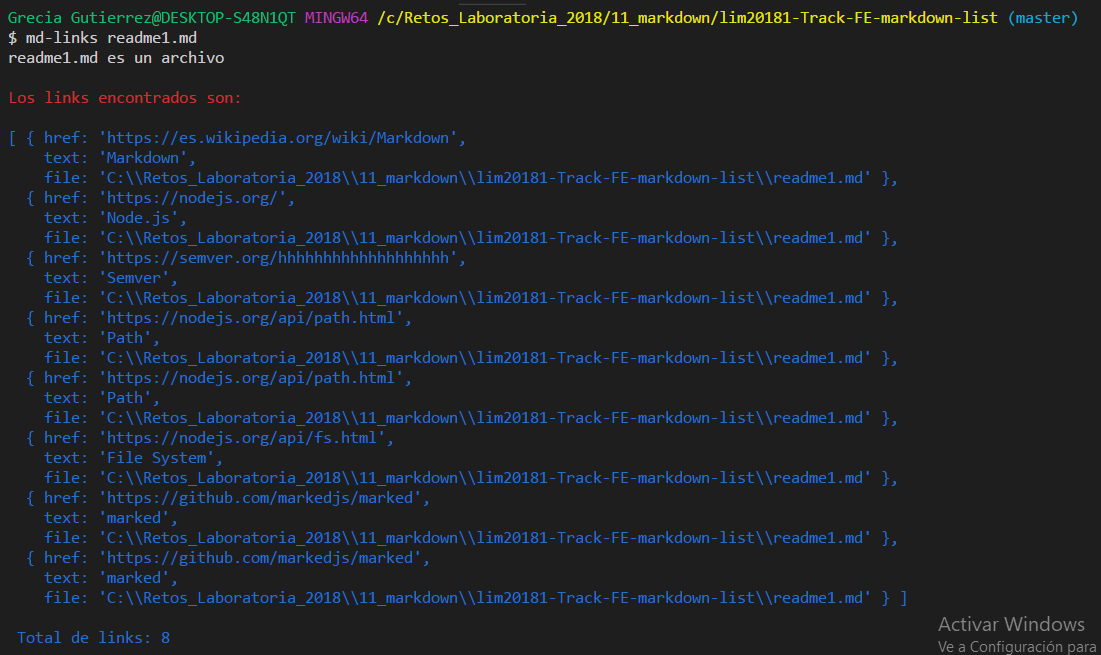 Grecia Gutierrez@DESKTOP-S48N1QT MINGW64 /c/Retos_Laboratoria_2018/11_markdown/lim20181-Track-FE-markdown-list (master)
$ md-links readme1.md
readme1.md es un archivo
Los links encontrados son:
[ { href: 'https://es.wikipedia.org/wiki/Markdown',
text: 'Markdown',
file: 'C:\\Retos_Laboratoria_2018\\11_markdown\\lim20181-Track-FE-markdown-list\\readme1.md' },
{ href: 'https://nodejs.org/',
text: 'Node.js',
file: 'C:\\Retos_Laboratoria_2018\\11_markdown\\lim20181-Track-FE-markdown-list\\readme1.md' },
{ href: 'https://semver.org/hhhhhhhhhhhhhhhhhhh',
text: 'Semver',
file: 'C:\\Retos_Laboratoria_2018\\11_markdown\\lim20181-Track-FE-markdown-list\\readme1.md' },
{ href: 'https://nodejs.org/api/path.html',
text: 'Path',
file: 'C:\\Retos_Laboratoria_2018\\11_markdown\\lim20181-Track-FE-markdown-list\\readme1.md' },
{ href: 'https://nodejs.org/api/path.html',
text: 'Path',
file: 'C:\\Retos_Laboratoria_2018\\11_markdown\\lim20181-Track-FE-markdown-list\\readme1.md' },
{ href: 'https://nodejs.org/api/fs.html',
text: 'File System',
file: 'C:\\Retos_Laboratoria_2018\\11_markdown\\lim20181-Track-FE-markdown-list\\readme1.md' },
{ href: 'https://github.com/markedjs/marked',
text: 'marked',
file: 'C:\\Retos_Laboratoria_2018\\11_markdown\\lim20181-Track-FE-markdown-list\\readme1.md' },
{ href: 'https://github.com/markedjs/marked',
text: 'marked',
file: 'C:\\Retos_Laboratoria_2018\\11_markdown\\lim20181-Track-FE-markdown-list\\readme1.md' } ]
Total de links: 8
Activar Windows
Ve a Configuración para